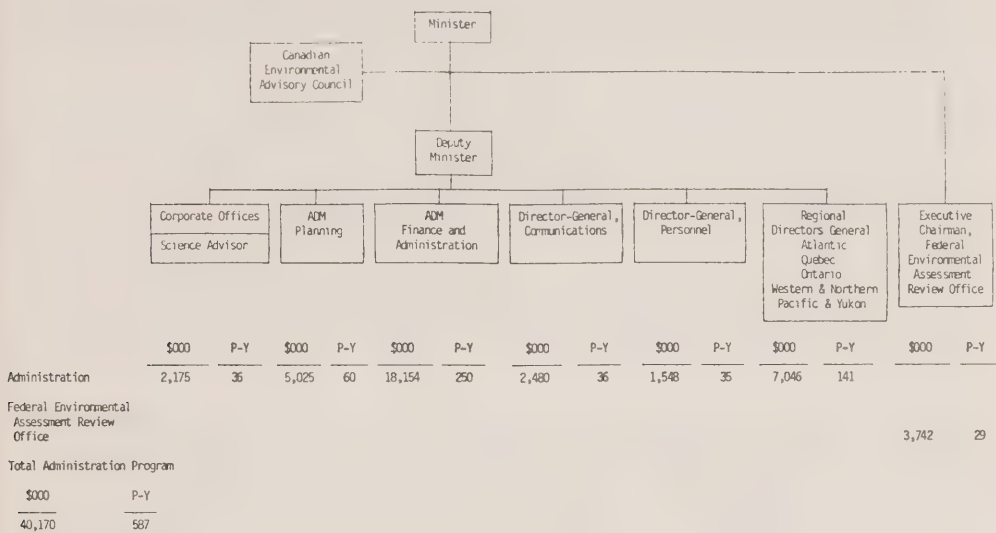 Minister
Canadian
Environmental
Advisory Council
Deputy
Minister
Corporate Offices
Science Advisor
ADM
Planning
ADM
Finance and
Administration
Director-General,
Communications
Director-General,
Personnel
Regional
Directors General
Atlantic
Quebec
Ontario
Western & Northern
Pacific & Yukon
Executive
Chairman,
Federal
Environmental
Assessment
Review Office
$000 P-Y $000 P-Y $000 P-Y $000 P-Y $000 P-Y $000 P-Y $000 P-Y
Administration 2,175 36 5,025 60 18,154 250 2,480 36 1,548 35 7,046 141
Federal Environmental
Assessment Review
Office 3,742 29
Total Administration Program
$000 P-Y
40,170 587